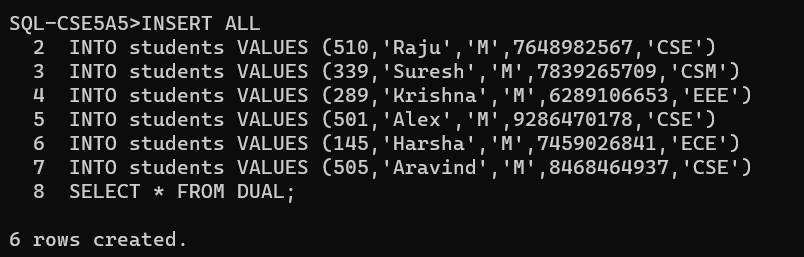 SQL-CSE5A5>INSERT ALL
2 INTO students VALUES (510,'Raju','M',7648982567,'CSE')
3 INTO students VALUES (339,'Suresh','M',7839265709,'CSM')
4 INTO students VALUES (289,'Krishna','M',6289106653,'EEE')
5 INTO students VALUES (501,'Alex','M',9286470178,'CSE')
6 INTO students VALUES (145,'Harsha','M',7459026841,'ECE')
7 INTO students VALUES (505,'Aravind','M',8468464937,'CSE')
8 SELECT * FROM DUAL;
6 rows created.